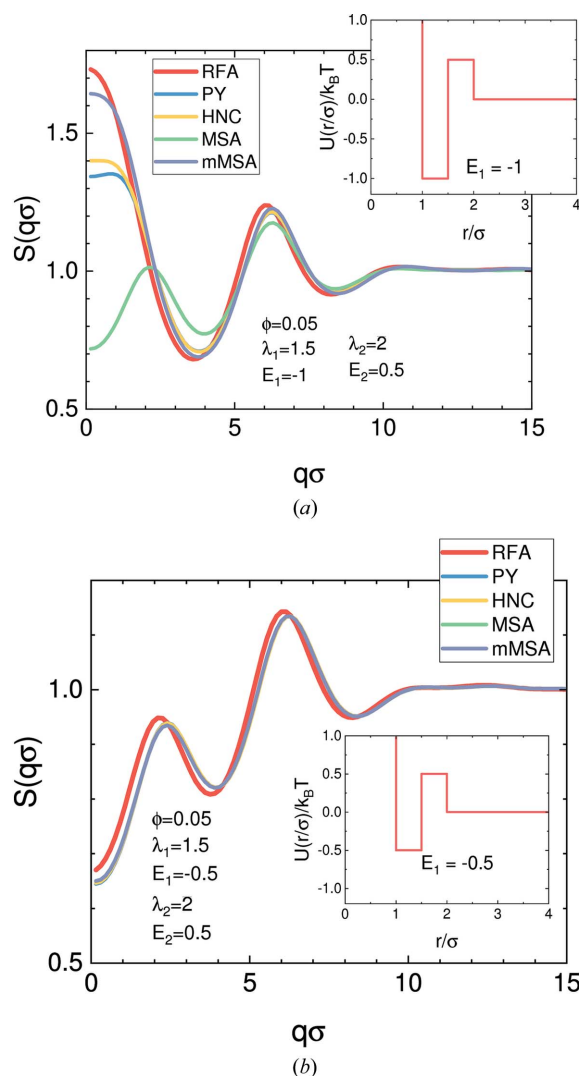 RFA
PY
HNC
MSA
mMSA
S(qσ)
1.5
1.0
0.5
0
5
10
15
qσ
ϕ=0.05
λ₁=1.5 λ₂=2
E₁=-1 E₂=0.5
U(r/σ)/k_BT
1.0
0.5
0.0
-0.5
-1.0
E₁ = -1
0 1 2 3 4
r/σ
(a)
RFA
PY
HNC
MSA
mMSA
S(qσ)
1.0
0.5
0
5
10
15
qσ
ϕ=0.05
λ₁=1.5
E₁=-0.5
λ₂=2
E₂=0.5
U(r/σ)/k_BT
1.0
0.5
0.0
-0.5
-1.0
E₁ = -0.5
0 1 2 3 4
r/σ
(b)